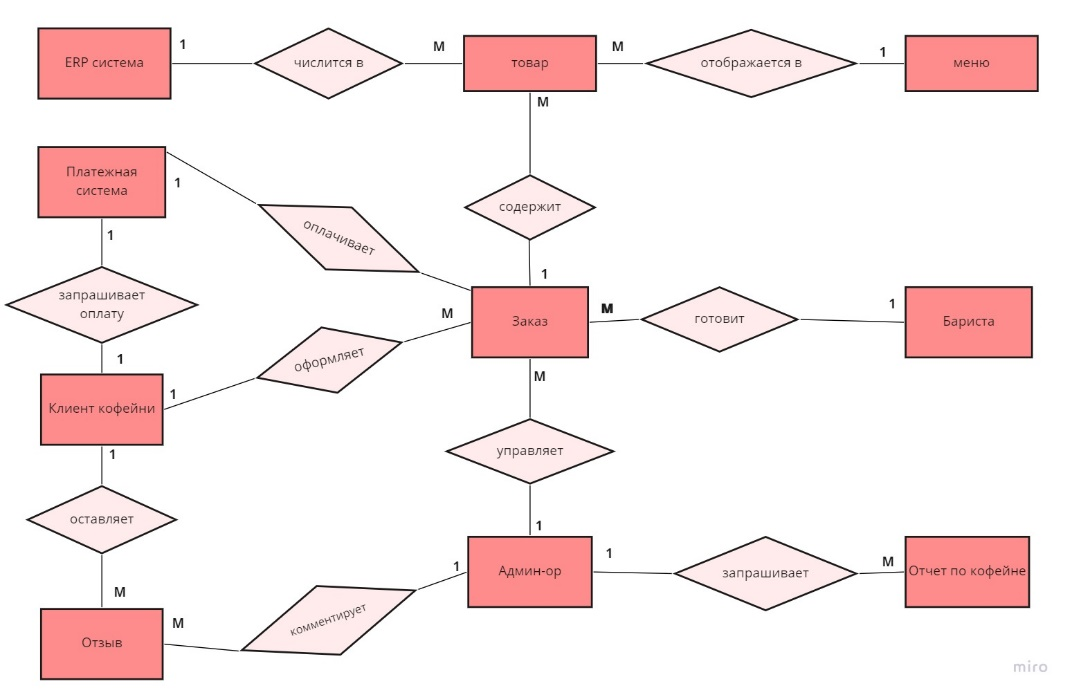 ERP система
1
числится в
M
товар
M
отображается в
1
меню
M
Платежная
система
1
содержит
оплачивает
1
1
запрашивает
оплату
M
Заказ
M
готовит
1
Бариста
1
оформляет
M
Клиент кофейни
1
1
управляет
оставляет
1
Админ-ор
1
запрашивает
M
Отчет по кофейне
1
M
комментирует
M
Отзыв
miro